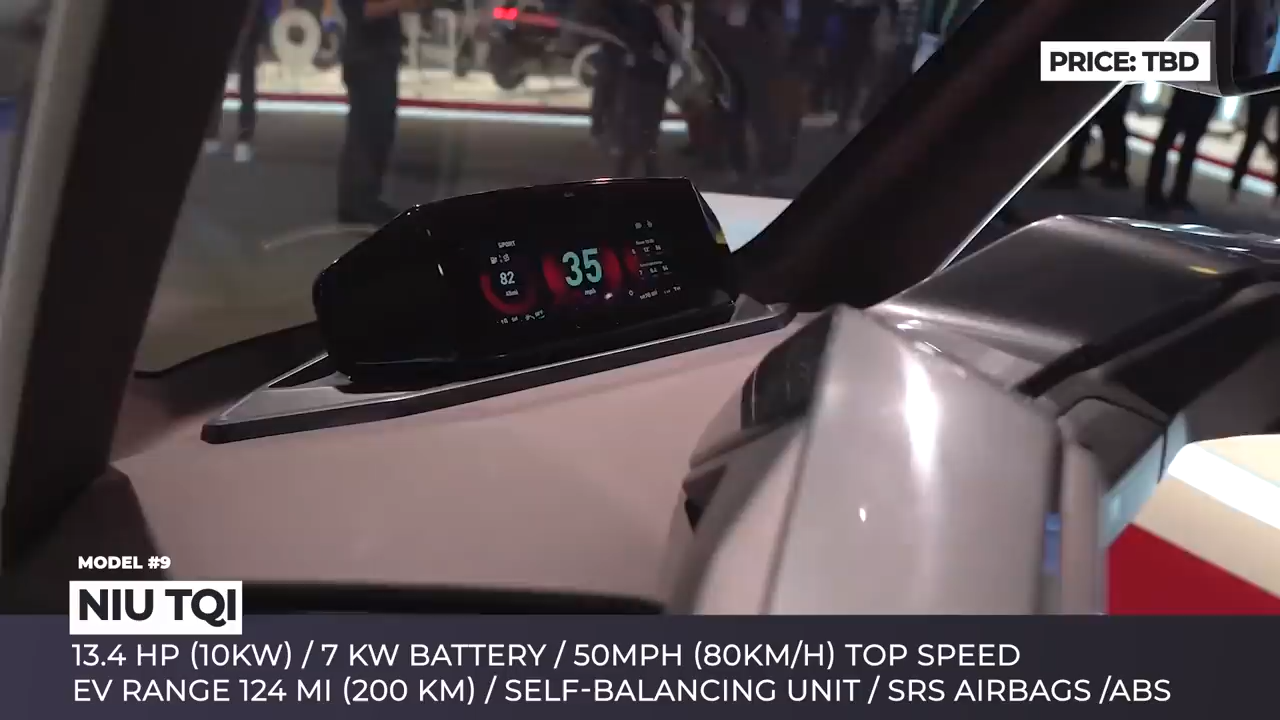 PRICE: TBD
SPORT
82
35
mph
MODEL #9
NIU TQI
13.4 HP (10KW) / 7 KW BATTERY / 50MPH (80KM/H) TOP SPEED
EV RANGE 124 MI (200 KM) / SELF-BALANCING UNIT / SRS AIRBAGS /ABS